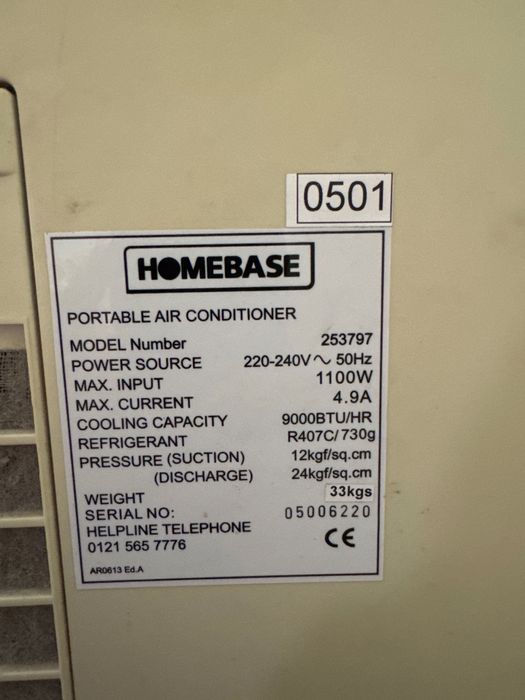 0501
HOMEBASE
PORTABLE AIR CONDITIONER
MODEL Number 253797
POWER SOURCE 220-240V ∿ 50Hz
MAX. INPUT 1100W
MAX. CURRENT 4.9A
COOLING CAPACITY 9000BTU/HR
REFRIGERANT R407C/ 730g
PRESSURE (SUCTION) 12kgf/sq.cm
(DISCHARGE) 24kgf/sq.cm
WEIGHT 33kgs
SERIAL NO: 05006220
HELPLINE TELEPHONE
0121 565 7776
CE
AR0613 Ed.A